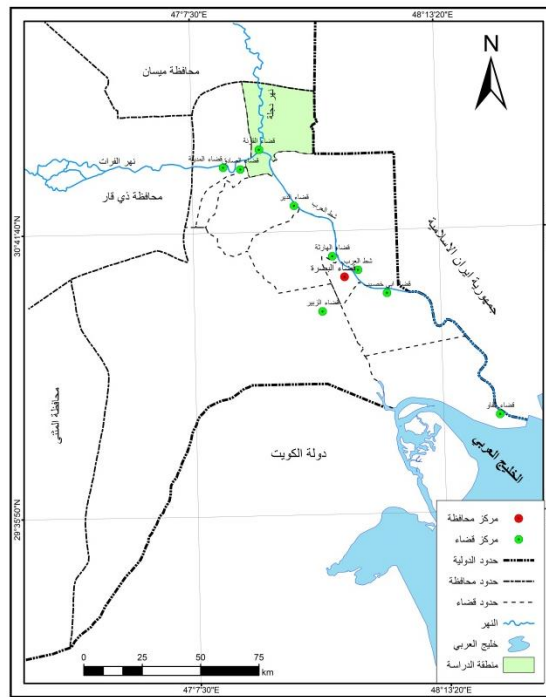 47°7'30"E
48°13'20"E
N
محافظة ميسان
نهر دجلة
قضاء القرنة
قضاء المدينة
نهر الفرات
محافظة ذي قار
قضاء الدير
شط العرب
30°41'40"N
قضاء الهارثة
شط العرب
قضاء البصرة
جمهورية ايران الاسلامية
قضاء الزبير
محافظة المثنى
دولة الكويت
الخليج العربي
29°35'50"N
مركز محافظة
مركز قضاء
حدود الدولية
حدود محافظة
حدود قضاء
النهر
خليج العربي
منطقة الدراسة
0 25 50 75
km
47°7'30"E
48°13'20"E